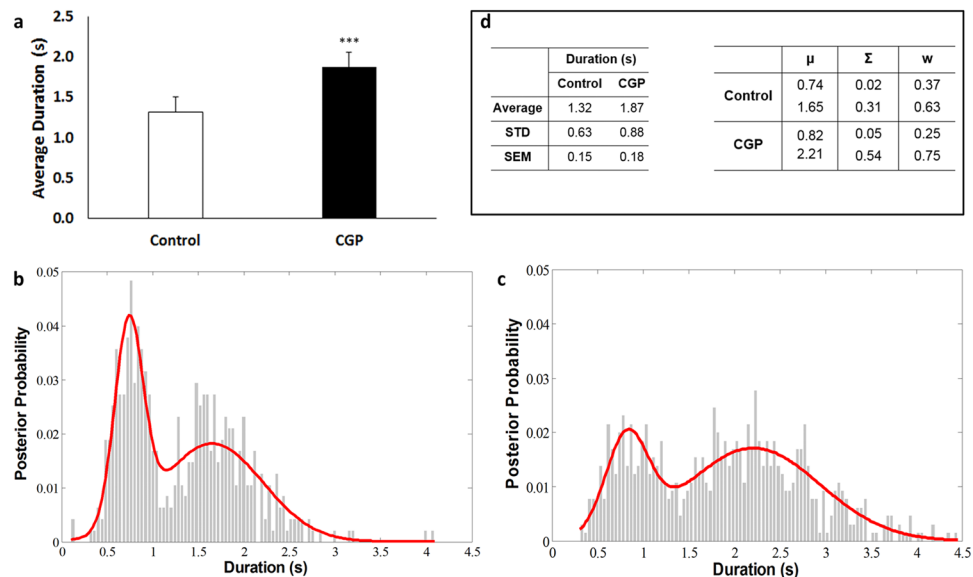 a
2.5
2.0
1.5
1.0
0.5
0.0
Average Duration (s)
***
Control CGP
d
Duration (s)
Control CGP
Average 1.32 1.87
STD 0.63 0.88
SEM 0.15 0.18
μ Σ w
Control 0.74 0.02 0.37
1.65 0.31 0.63
CGP 0.82 0.05 0.25
2.21 0.54 0.75
b
0.05
0.04
0.03
0.02
0.01
0
Posterior Probability
0 0.5 1 1.5 2 2.5 3 3.5 4 4.5
Duration (s)
c
0.05
0.04
0.03
0.02
0.01
0
Posterior Probability
0 0.5 1 1.5 2 2.5 3 3.5 4 4.5
Duration (s)